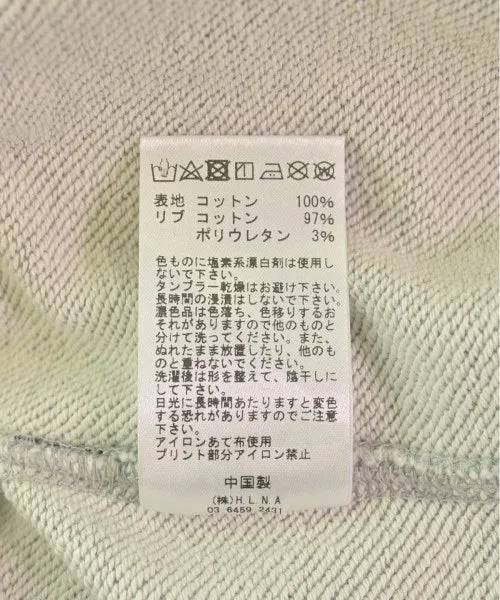 表地 コットン 100%
リブ コットン 97%
ポリウレタン 3%
色ものに塩素系漂白剤は使用し
ないで下さい。
タンブラー乾燥はお避け下さい。
長時間の浸漬はしないで下さい。
濃色品は色落ち、色移りするお
それがありますので他のものと
分けて洗ってください。また、
ぬれたまま放置したり、他のも
のと重ねないでください。
洗濯後は形を整えて、陰干しに
して下さい。
日光に長時間あたりますと変色
する恐れがありますのでご注意
下さい。
アイロンあて布使用
プリント部分アイロン禁止
中国製
(株)H.L.N.A
03 6459 2431